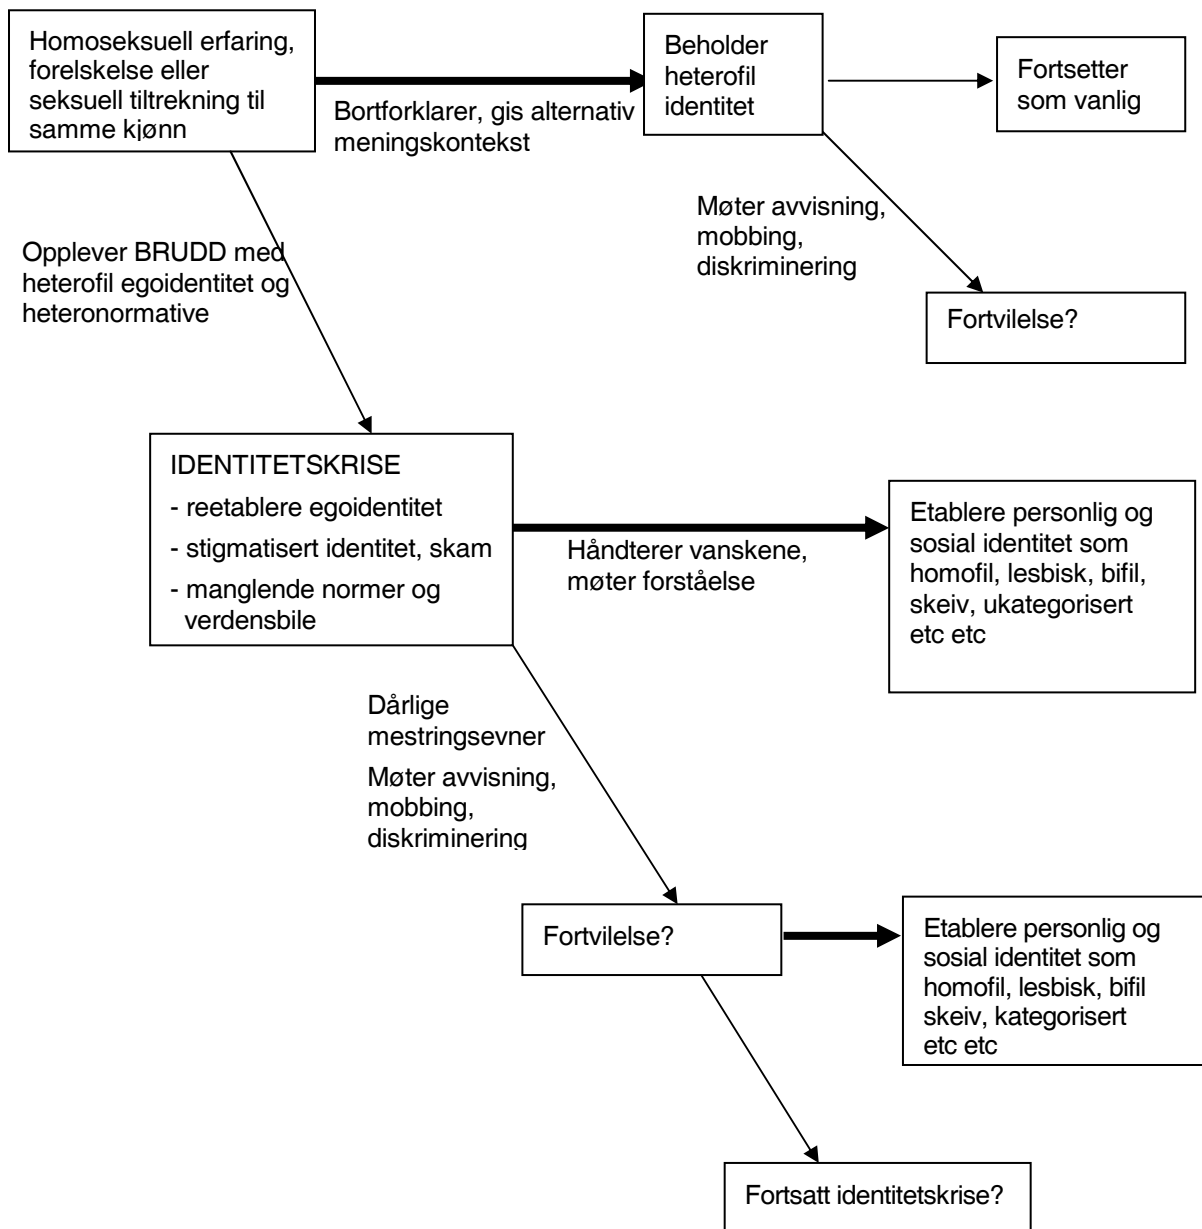 Homoseksuell erfaring,
forelskelse eller
seksuell tiltrekning til
samme kjønn
Bortforklarer, gis alternativ
meningskontekst
Beholder
heterofil
identitet
Fortsetter
som vanlig
Møter avvisning,
mobbing,
diskriminering
Fortvilelse?
Opplever BRUDD med
heterofil egoidentitet og
heteronormative
IDENTITETSKRISE
- reetablere egoidentitet
- stigmatisert identitet, skam
- manglende normer og
verdensbile
Håndterer vanskene,
møter forståelse
Etablere personlig og
sosial identitet som
homofil, lesbisk, bifil,
skeiv, ukategorisert
etc etc
Dårlige
mestringsevner
Møter avvisning,
mobbing,
diskriminering
Fortvilelse?
Etablere personlig og
sosial identitet som
homofil, lesbisk, bifil
skeiv, kategorisert
etc etc
Fortsatt identitetskrise?